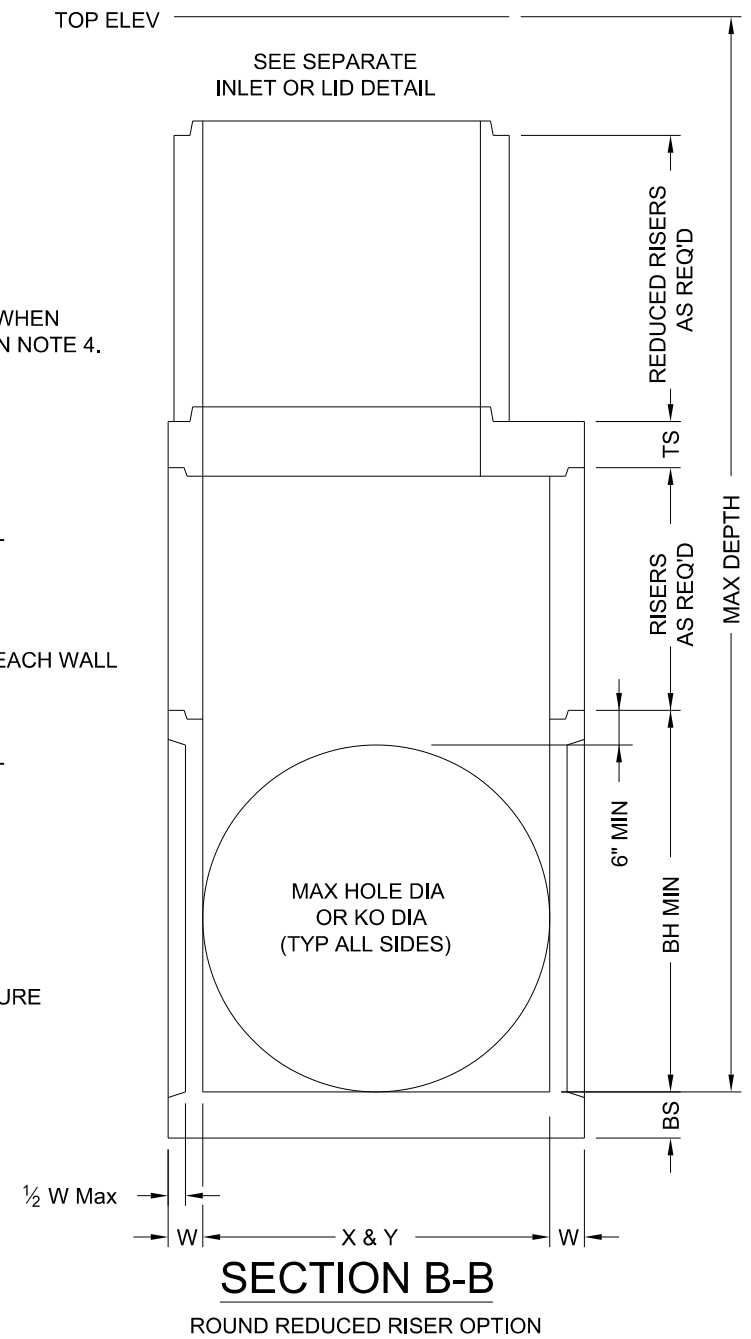 TOP ELEV
SEE SEPARATE
INLET OR LID DETAIL
REDUCED RISERS
AS REQ'D
WHEN
N NOTE 4.
TS
MAX DEPTH
RISERS
AS REQ'D
EACH WALL
6" MIN
BH MIN
MAX HOLE DIA
OR KO DIA
(TYP ALL SIDES)
URE
BS
½ W Max
W
X & Y
W
SECTION B-B
ROUND REDUCED RISER OPTION